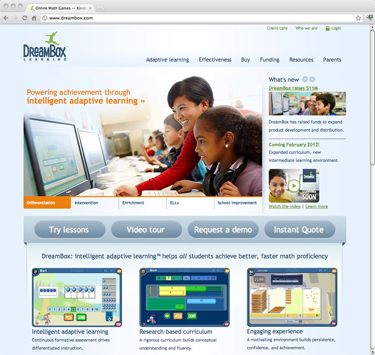 Online Math Games
www.dreambox.com
Client care Why we are Login
DREAMBOX
LEARNING
Adaptive learning Effectiveness Buy Funding Resources Parents
Powering achievement through
intelligent adaptive learning »
What's new
DreamBox raises $11M
DreamBox has raised funds to expand
product development and distribution.
Coming February 2012!
Expanded curriculum, new
intermediate learning environment
SOON
Watch the video | Learn more
Differentiation Intervention Enrichment ELLs School improvement
Try lessons Video tour Request a demo Instant Quote
DreamBox: Intelligent adaptive learning™ helps all students achieve better, faster math proficiency
Intelligent adaptive learning
Continuous formative assessment drives
differentiated instruction.
Research-based curriculum
A rigorous curriculum builds conceptual
understanding and fluency.
Engaging experience
A motivating environment builds persistence,
confidence, and achievement.